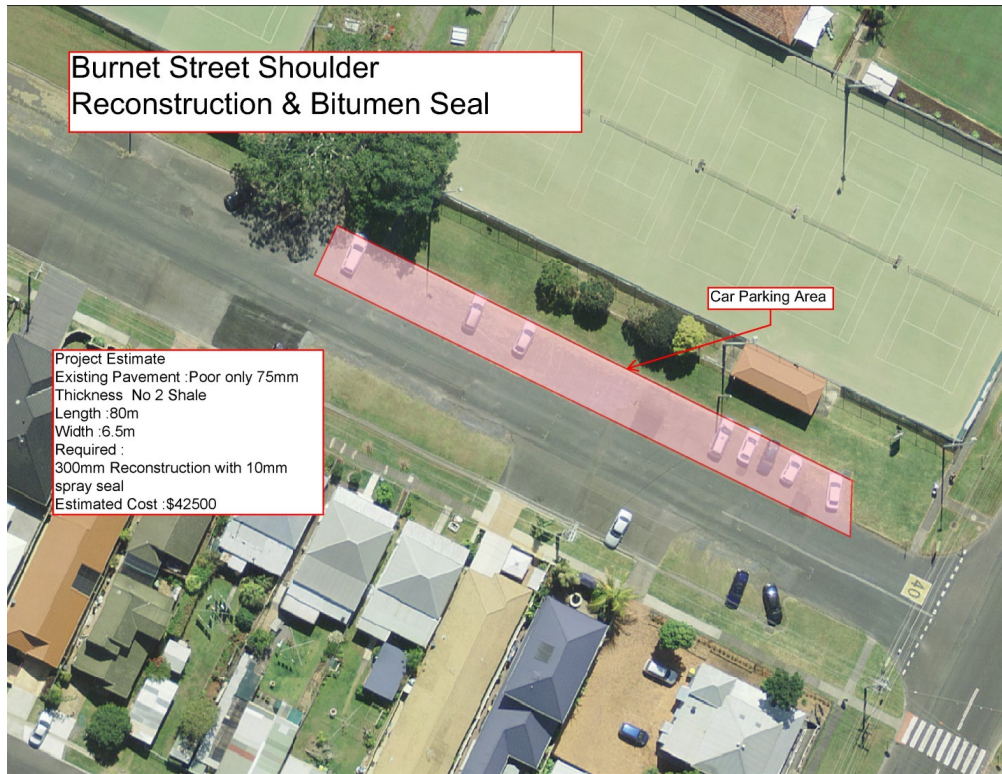 Burnet Street Shoulder
Reconstruction & Bitumen Seal
Car Parking Area
Project Estimate
Existing Pavement :Poor only 75mm
Thickness  No 2 Shale
Length :80m
Width :6.5m
Required :
300mm Reconstruction with 10mm
spray seal
Estimated Cost :$42500
40